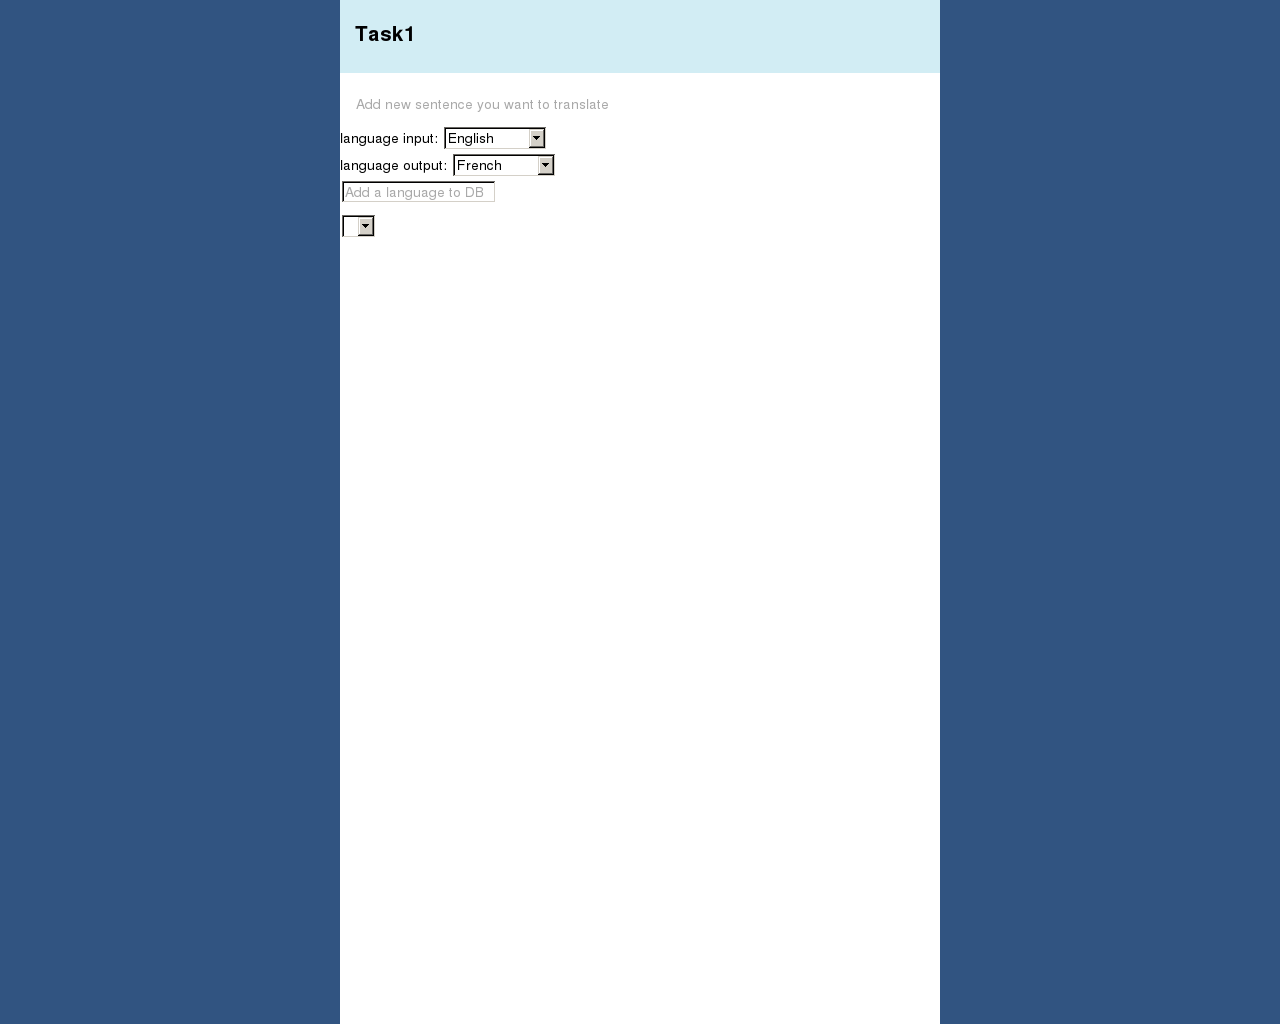 Task1
Add new sentence you want to translate
language input: English
language output: French
Add a language to DB